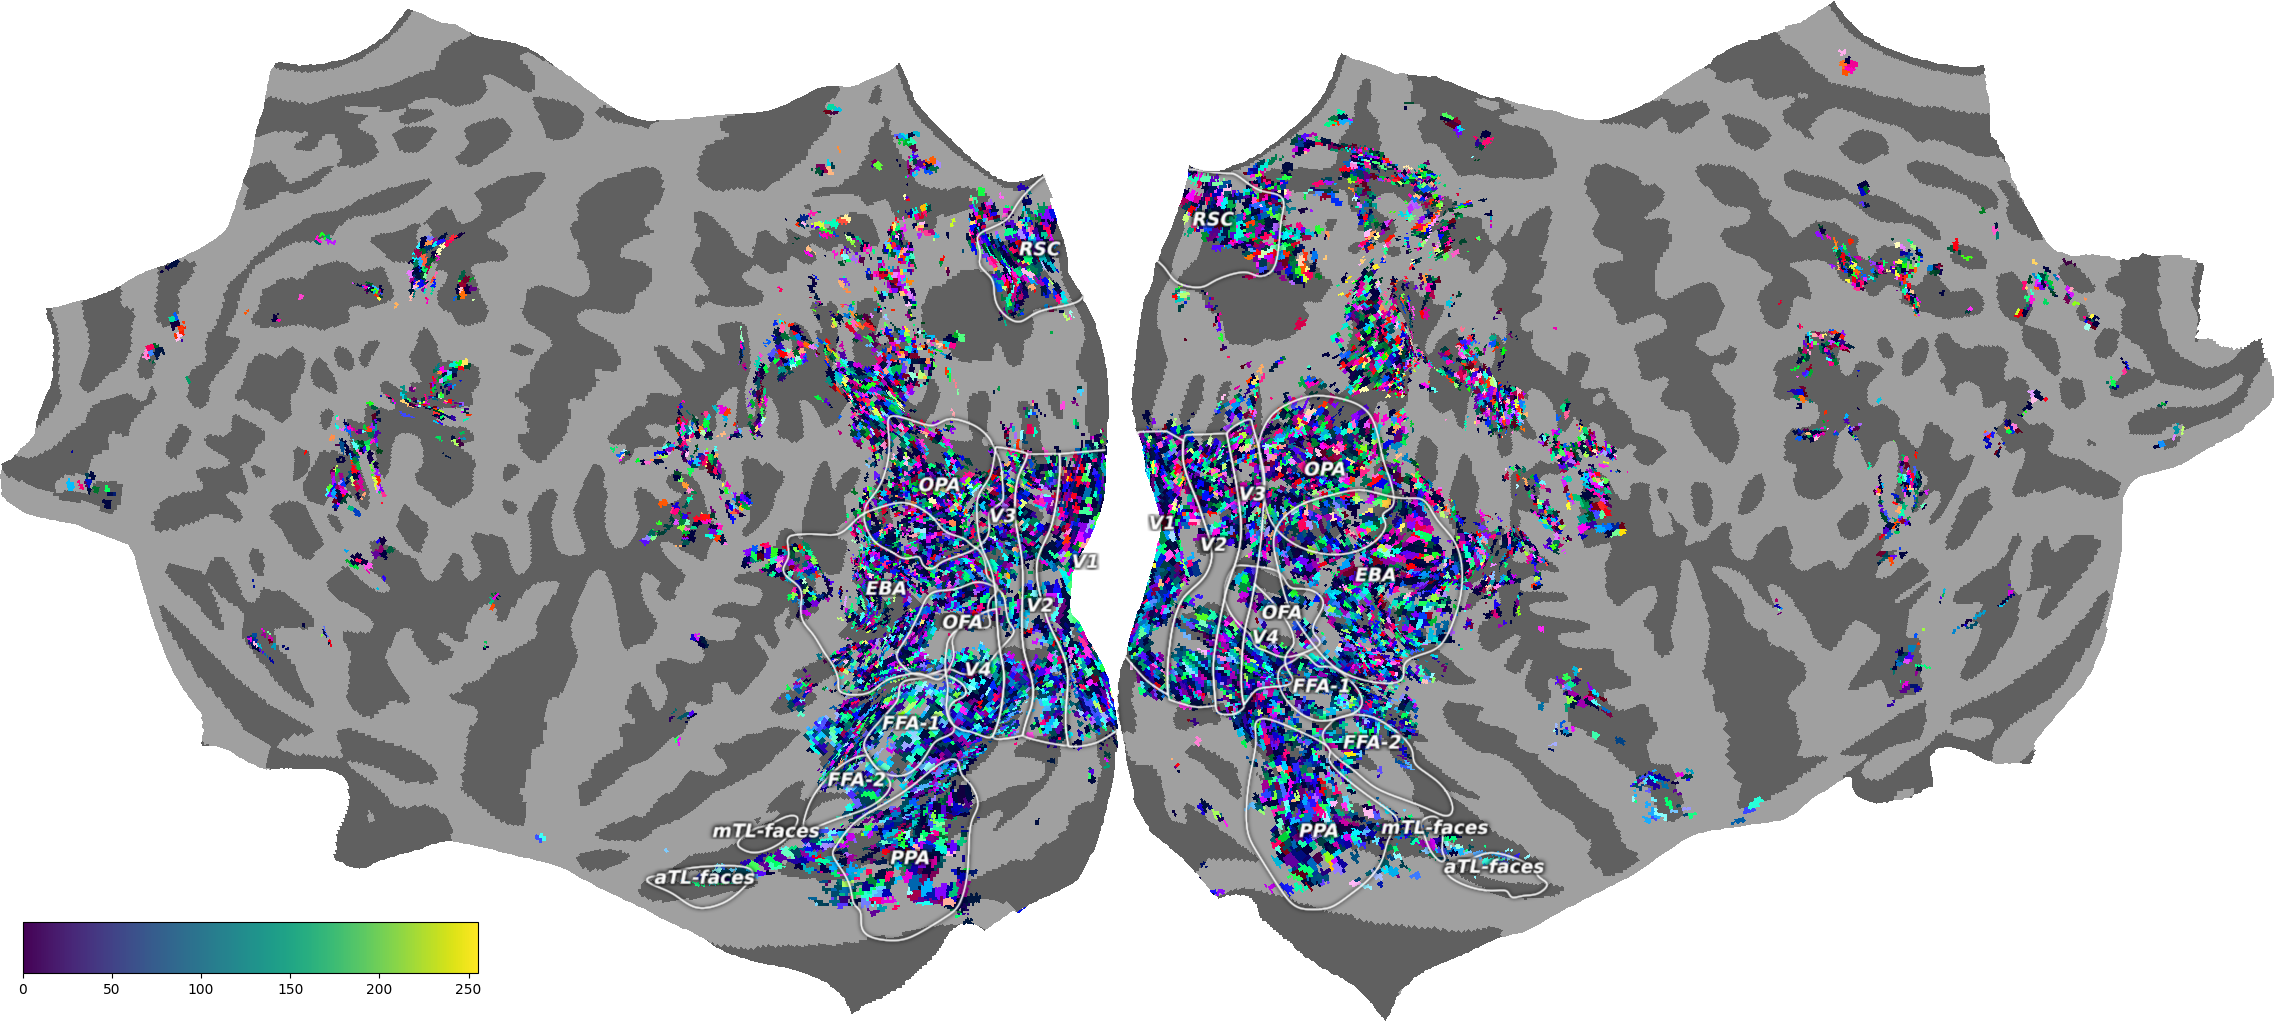 RSC
RSC
OPA
V3
V1
EBA
V2
OFA
V4
FFA-1
FFA-2
mTL-faces
PPA
aTL-faces
OPA
V3
V1
V2
EBA
OFA
V4
FFA-1
FFA-2
PPA
mTL-faces
aTL-faces
0 50 100 150 200 250